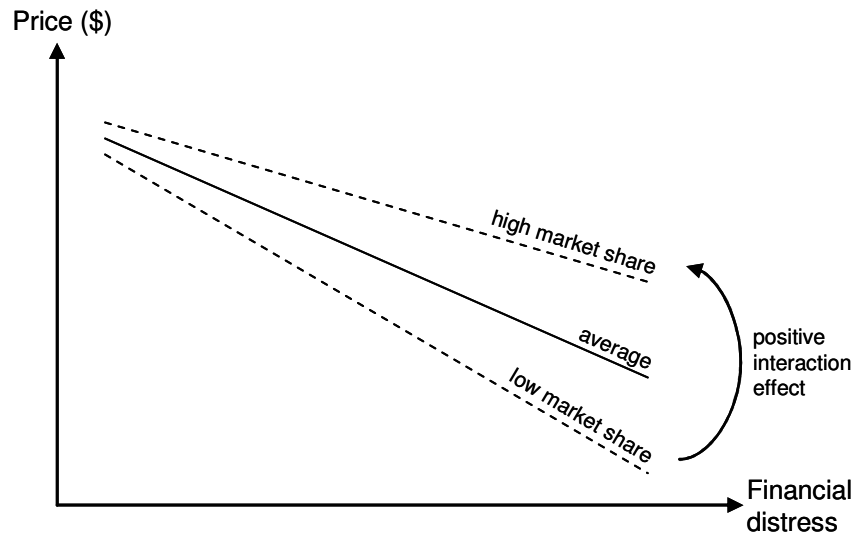 Price ($)
high market share
average
low market share
positive
interaction
effect
Financial
distress